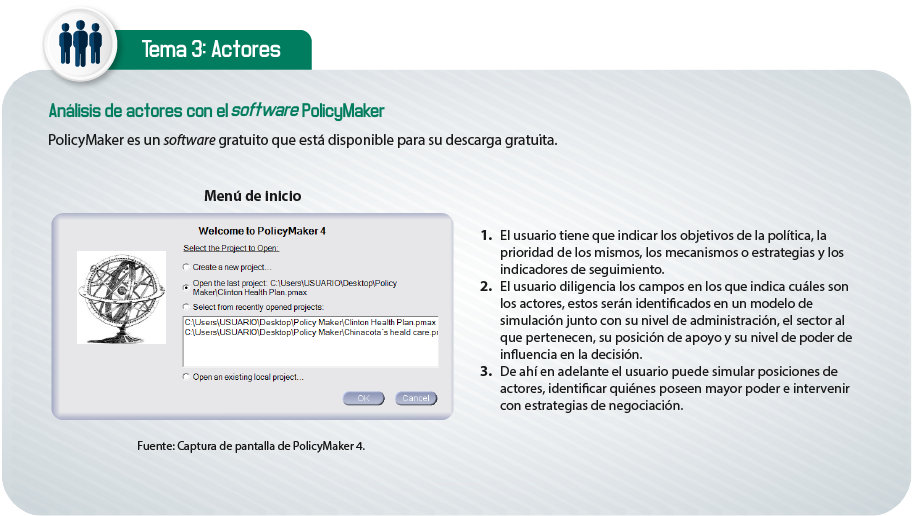 Tema 3: Actores
Análisis de actores con el software PolicyMaker
PolicyMaker es un software gratuito que está disponible para su descarga gratuita.
Menú de inicio
Welcome to PolicyMaker 4
Select the Project to Open:
Create a new project...
Open the last project: C:\Users\USUARIO\Desktop\Policy
Maker\Clinton Health Plan.pmax
Select from recently opened projects:
C:\Users\USUARIO\Desktop\Policy Maker\Clinton Health Plan.pmax
C:\Users\USUARIO\Desktop\Policy Maker\Chinacota´s heald care.pr
Open an existing local project...
OK
Cancel
Fuente: Captura de pantalla de PolicyMaker 4.
1. El usuario tiene que indicar los objetivos de la política, la
prioridad de los mismos, los mecanismos o estrategias y los
indicadores de seguimiento.
2. El usuario diligencia los campos en los que indica cuáles son
los actores, estos serán identificados en un modelo de
simulación junto con su nivel de administración, el sector al
que pertenecen, su posición de apoyo y su nivel de poder de
influencia en la decisión.
3. De ahí en adelante el usuario puede simular posiciones de
actores, identificar quiénes poseen mayor poder e intervenir
con estrategias de negociación.